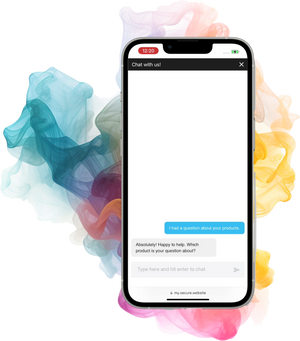 12:20
Chat with us!
I had a question about your products.
Absolutely! Happy to help. Which
product is your question about?
Type here and hit enter to chat
my.secure.website